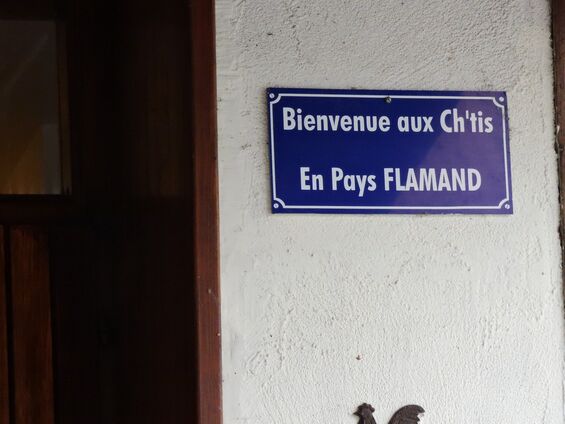 Bienvenue aux Ch'tis
En Pays FLAMAND